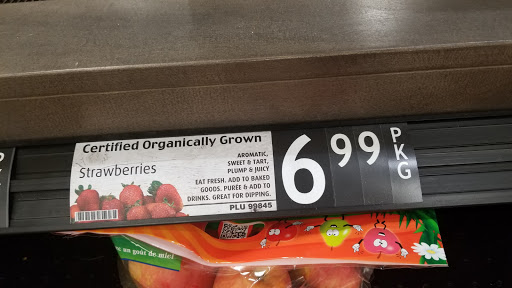 Certified Organically Grown
Strawberries
AROMATIC,
SWEET & TART,
PLUMP & JUICY
EAT FRESH. ADD TO BAKED
GOODS. PURÉE & ADD TO
DRINKS. GREAT FOR DIPPING.
PLU 99845
6 99 PKG
un goût de miel